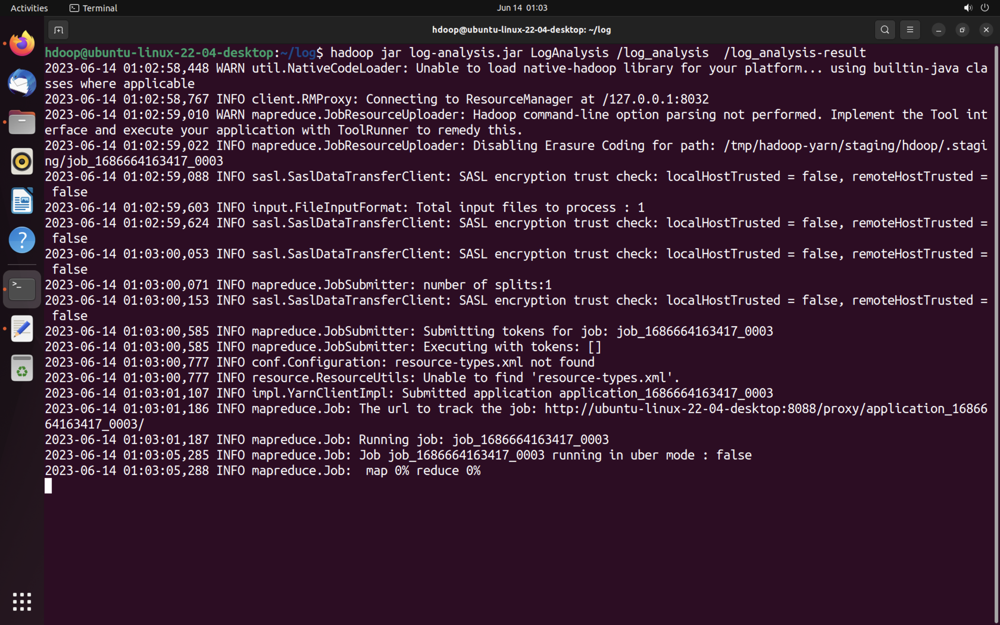 Activities Terminal Jun 14 01:03
hdoop@ubuntu-linux-22-04-desktop: ~/log
hdoop@ubuntu-linux-22-04-desktop:~/log$ hadoop jar log-analysis.jar LogAnalysis /log_analysis  /log_analysis-result
2023-06-14 01:02:58,448 WARN util.NativeCodeLoader: Unable to load native-hadoop library for your platform... using builtin-java cla
sses where applicable
2023-06-14 01:02:58,767 INFO client.RMProxy: Connecting to ResourceManager at /127.0.0.1:8032
2023-06-14 01:02:59,010 WARN mapreduce.JobResourceUploader: Hadoop command-line option parsing not performed. Implement the Tool int
erface and execute your application with ToolRunner to remedy this.
2023-06-14 01:02:59,022 INFO mapreduce.JobResourceUploader: Disabling Erasure Coding for path: /tmp/hadoop-yarn/staging/hdoop/.stagi
ng/job_1686664163417_0003
2023-06-14 01:02:59,088 INFO sasl.SaslDataTransferClient: SASL encryption trust check: localHostTrusted = false, remoteHostTrusted =
 false
2023-06-14 01:02:59,603 INFO input.FileInputFormat: Total input files to process : 1
2023-06-14 01:02:59,624 INFO sasl.SaslDataTransferClient: SASL encryption trust check: localHostTrusted = false, remoteHostTrusted =
 false
2023-06-14 01:03:00,053 INFO sasl.SaslDataTransferClient: SASL encryption trust check: localHostTrusted = false, remoteHostTrusted =
 false
2023-06-14 01:03:00,071 INFO mapreduce.JobSubmitter: number of splits:1
2023-06-14 01:03:00,153 INFO sasl.SaslDataTransferClient: SASL encryption trust check: localHostTrusted = false, remoteHostTrusted =
 false
2023-06-14 01:03:00,585 INFO mapreduce.JobSubmitter: Submitting tokens for job: job_1686664163417_0003
2023-06-14 01:03:00,585 INFO mapreduce.JobSubmitter: Executing with tokens: []
2023-06-14 01:03:00,777 INFO conf.Configuration: resource-types.xml not found
2023-06-14 01:03:00,777 INFO resource.ResourceUtils: Unable to find 'resource-types.xml'.
2023-06-14 01:03:01,107 INFO impl.YarnClientImpl: Submitted application application_1686664163417_0003
2023-06-14 01:03:01,186 INFO mapreduce.Job: The url to track the job: http://ubuntu-linux-22-04-desktop:8088/proxy/application_16866
64163417_0003/
2023-06-14 01:03:01,187 INFO mapreduce.Job: Running job: job_1686664163417_0003
2023-06-14 01:03:05,285 INFO mapreduce.Job: Job job_1686664163417_0003 running in uber mode : false
2023-06-14 01:03:05,288 INFO mapreduce.Job:  map 0% reduce 0%